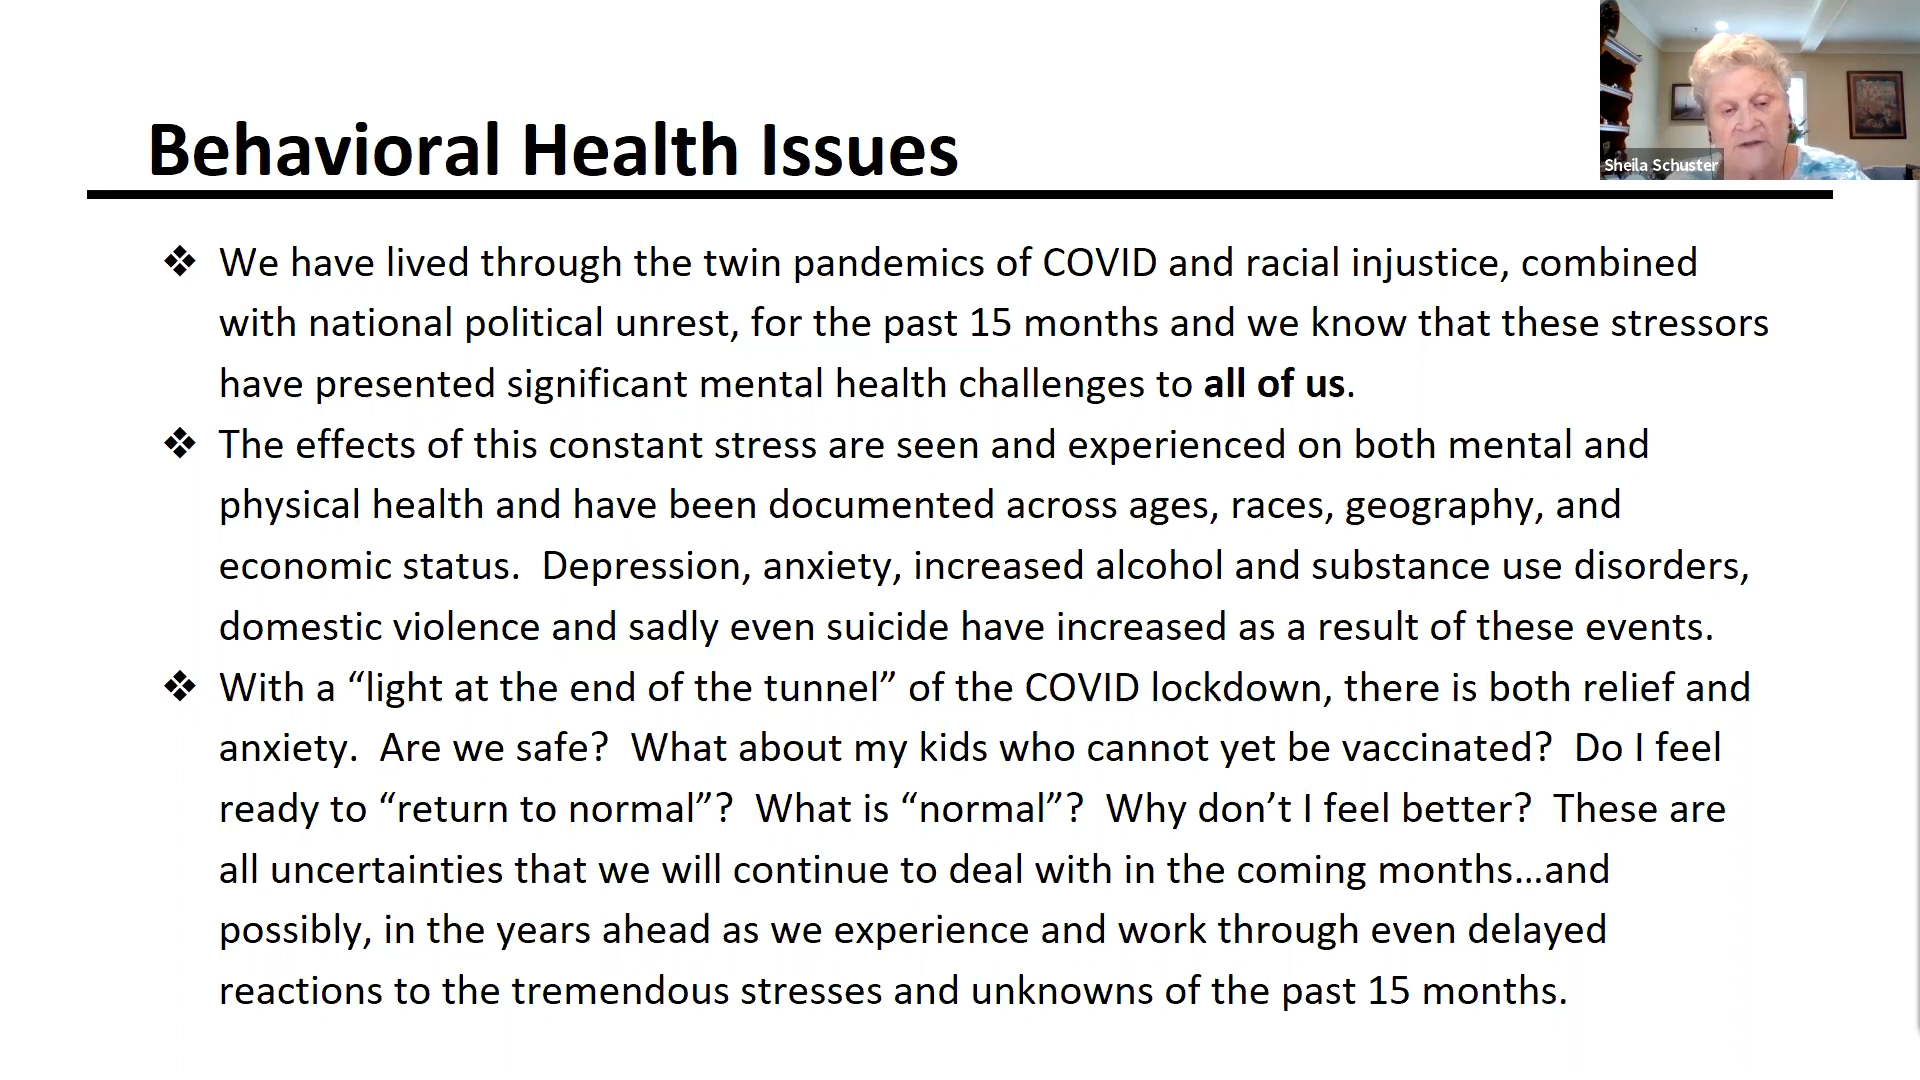 Behavioral Health Issues
Sheila Schuster
❖ We have lived through the twin pandemics of COVID and racial injustice, combined
with national political unrest, for the past 15 months and we know that these stressors
have presented significant mental health challenges to all of us.
❖ The effects of this constant stress are seen and experienced on both mental and
physical health and have been documented across ages, races, geography, and
economic status.  Depression, anxiety, increased alcohol and substance use disorders,
domestic violence and sadly even suicide have increased as a result of these events.
❖ With a “light at the end of the tunnel” of the COVID lockdown, there is both relief and
anxiety.  Are we safe?  What about my kids who cannot yet be vaccinated?  Do I feel
ready to “return to normal”?  What is “normal”?  Why don’t I feel better?  These are
all uncertainties that we will continue to deal with in the coming months…and
possibly, in the years ahead as we experience and work through even delayed
reactions to the tremendous stresses and unknowns of the past 15 months.